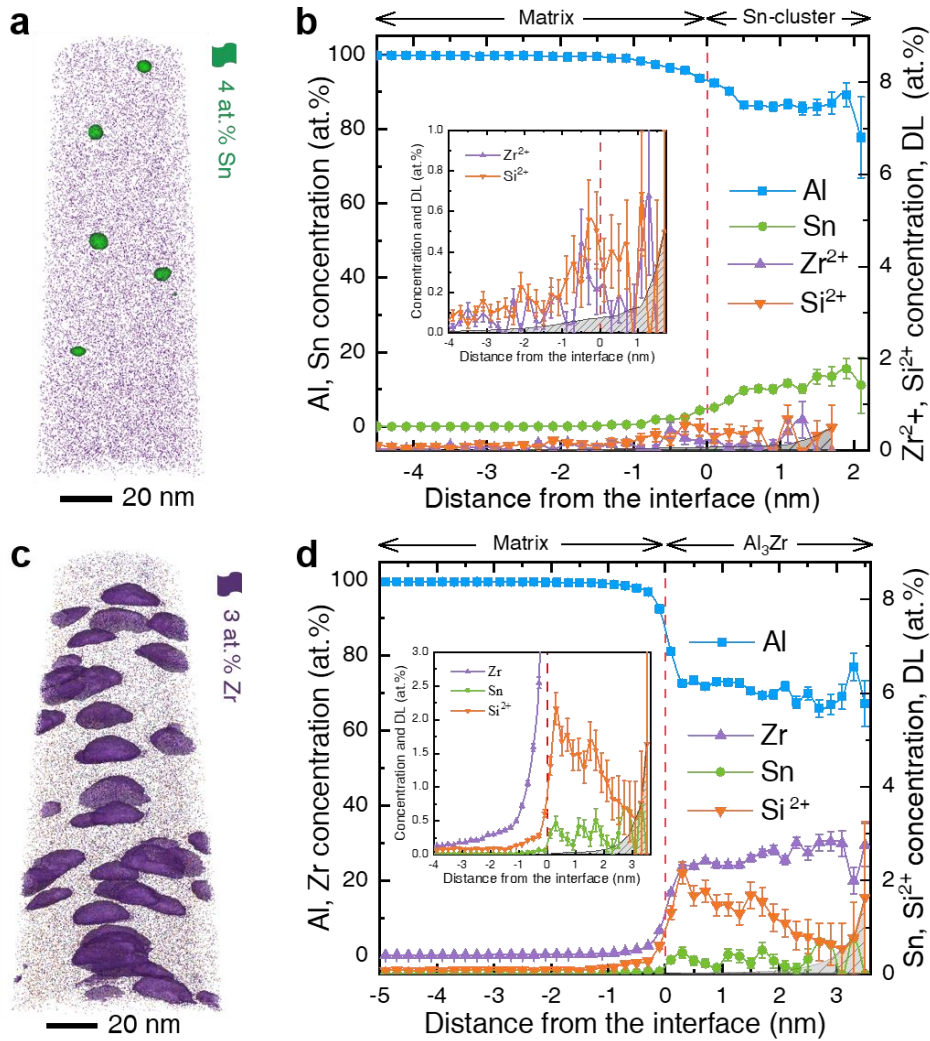 a
4 at.% Sn
20 nm
b
Matrix
Sn-cluster
Al, Sn concentration (at.%)
100
80
60
40
20
0
Zr2+, Si²⁺ concentration, DL (at.%)
8
6
4
2
0
-4
-3
-2
-1
0
1
2
Distance from the interface (nm)
Al
Sn
Zr²⁺
Si²⁺
Concentration and DL (at.%)
1.0
0.8
0.6
0.4
0.2
0.0
Zr²⁺
Si²⁺
-4
-3
-2
-1
0
1
Distance from the interface (nm)
c
3 at.% Zr
20 nm
d
Matrix
Al₃Zr
Al, Zr concentration (at.%)
100
80
60
40
20
0
Sn, Si²⁺ concentration, DL (at.%)
8
6
4
2
0
-5
-4
-3
-2
-1
0
1
2
3
Distance from the interface (nm)
Al
Zr
Sn
Si²⁺
Concentration and DL (at.%)
3.0
2.5
2.0
1.5
1.0
0.5
0.0
Zr
Sn
Si²⁺
-4
-3
-2
-1
0
1
2
3
Distance from the interface (nm)